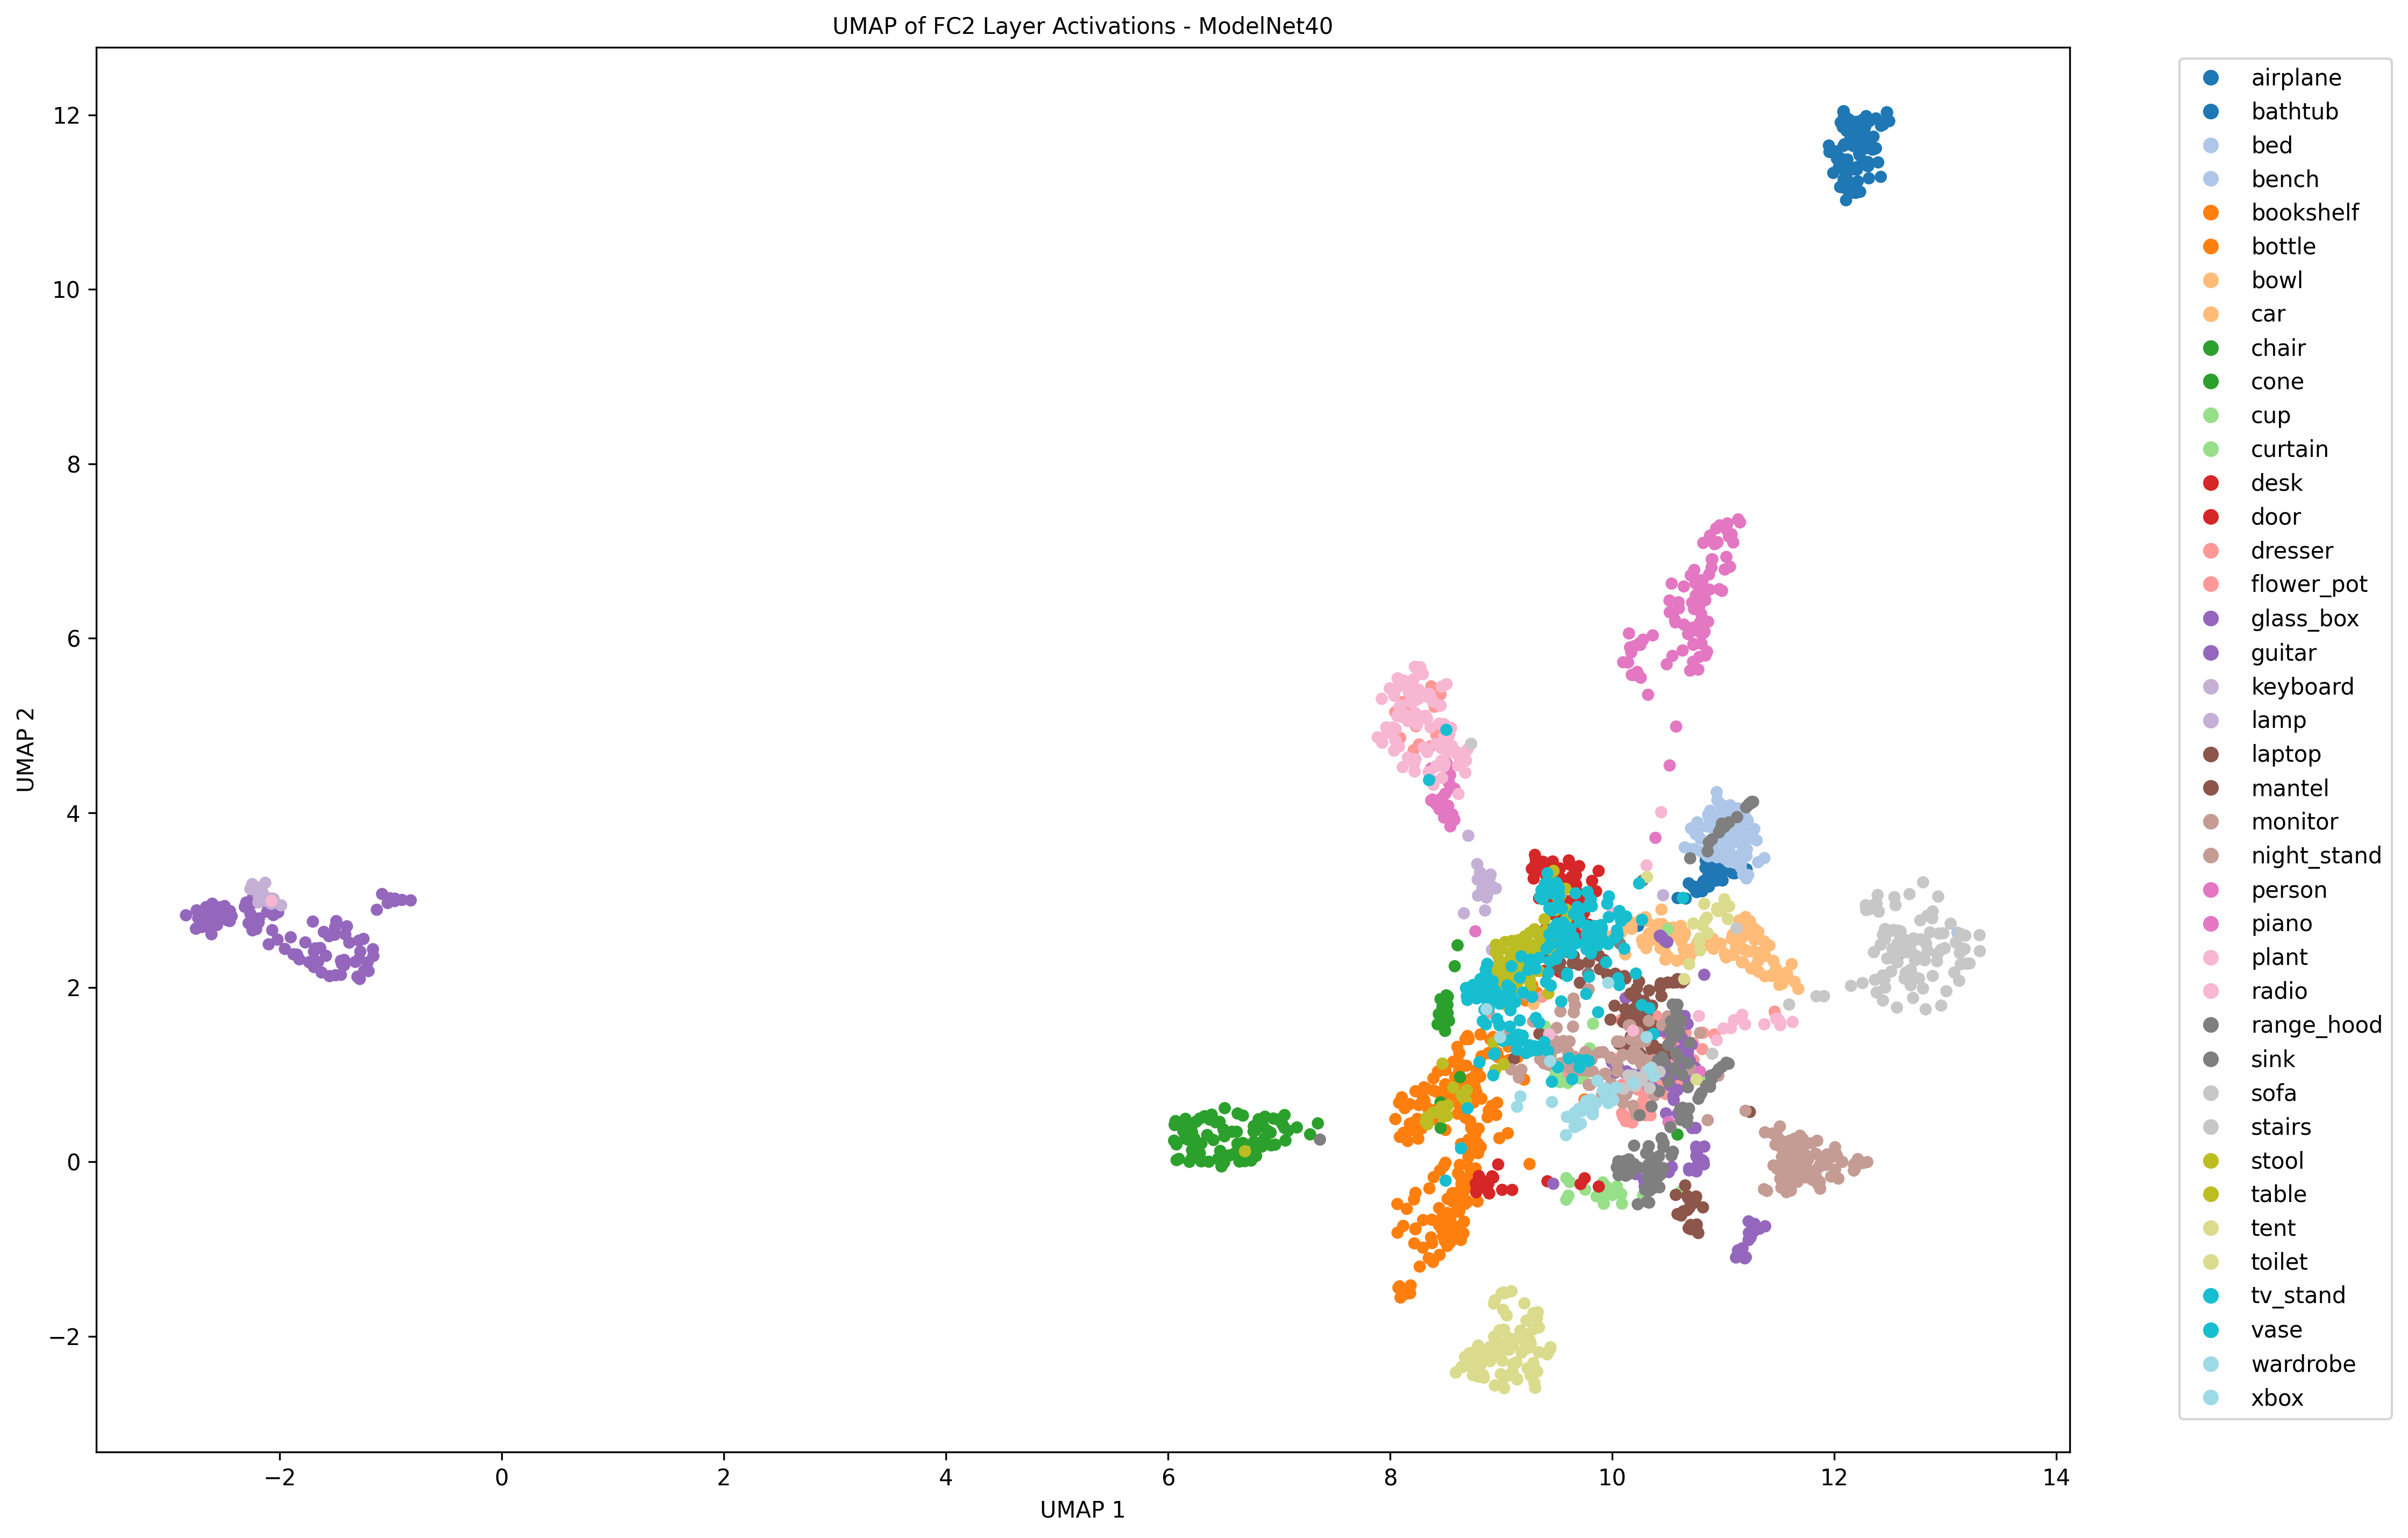 UMAP of FC2 Layer Activations - ModelNet40
12
10
8
6
4
2
0
−2
UMAP 2
−2
0
2
4
6
8
10
12
14
UMAP 1
airplane
bathtub
bed
bench
bookshelf
bottle
bowl
car
chair
cone
cup
curtain
desk
door
dresser
flower_pot
glass_box
guitar
keyboard
lamp
laptop
mantel
monitor
night_stand
person
piano
plant
radio
range_hood
sink
sofa
stairs
stool
table
tent
toilet
tv_stand
vase
wardrobe
xbox